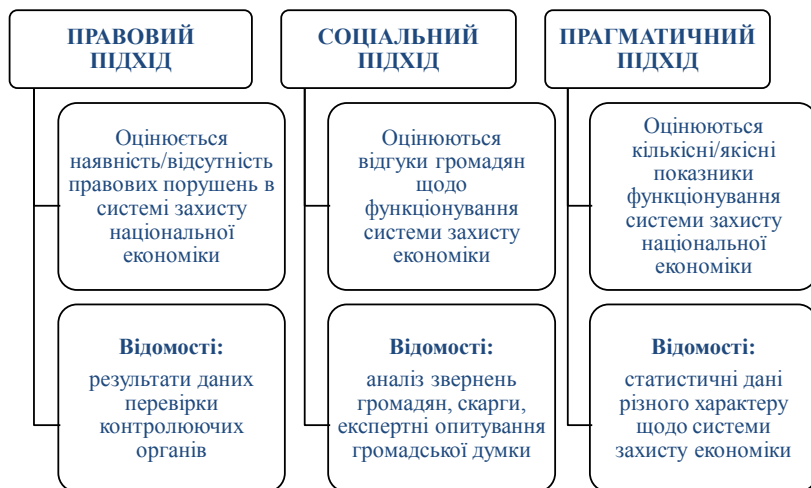 ПРАВОВИЙ
ПІДХІД
Оцінюється
наявність/відсутність
правових порушень в
системі захисту
національної
економіки
Відомості:
результати даних
перевірки
контролюючих
органів
СОЦІАЛЬНИЙ
ПІДХІД
Оцінюються
відгуки громадян
щодо
функціонування
системи захисту
економіки
Відомості:
аналіз звернень
громадян, скарги,
експертні опитування
громадської думки
ПРАГМАТИЧНИЙ
ПІДХІД
Оцінюються
кількісні/якісні
показники
функціонування
системи захисту
національної
економіки
Відомості:
статистичні дані
різного характеру
щодо системи
захисту економіки